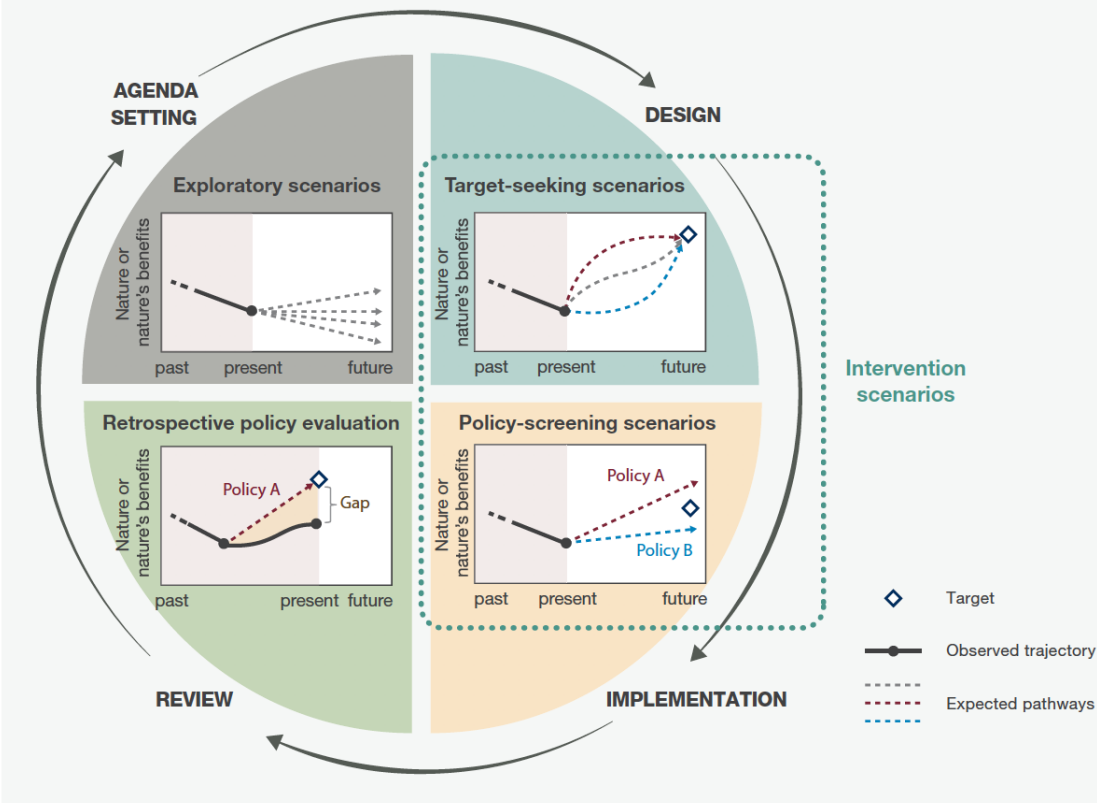 AGENDA
SETTING
DESIGN
Exploratory scenarios
Nature or
nature's benefits
past present future
Target-seeking scenarios
Nature or
nature's benefits
past present future
Intervention
scenarios
Retrospective policy evaluation
Nature or
nature's benefits
Policy A
Gap
past present future
Policy-screening scenarios
Nature or
nature's benefits
Policy A
Policy B
past present future
REVIEW
IMPLEMENTATION
Target
Observed trajectory
Expected pathways